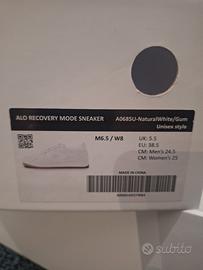 ALO RECOVERY MODE SNEAKER
A0685U-NaturalWhite/Gum
Unisex style
M6.5 / W8
UK: 5.5
EU: 38.5
CM: Men's 24.5
CM: Women's 25
MADE IN CHINA
subito